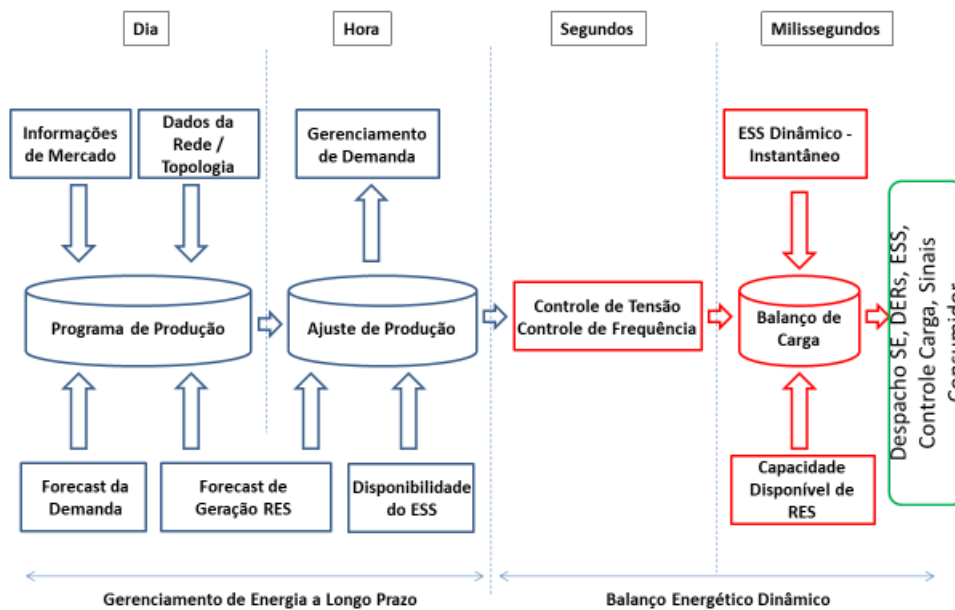 Dia
Hora
Segundos
Milissegundos
Informações
de Mercado
Dados da
Rede /
Topologia
Gerenciamento
de Demanda
ESS Dinâmico -
Instantâneo
Programa de Produção
Ajuste de Produção
Controle de Tensão
Controle de Frequência
Balanço de
Carga
Despacho SE, DERs, ESS,
Controle Carga, Sinais
Consumidor
Forecast da
Demanda
Forecast de
Geração RES
Disponibilidade
do ESS
Capacidade
Disponível de
RES
Gerenciamento de Energia a Longo Prazo
Balanço Energético Dinâmico